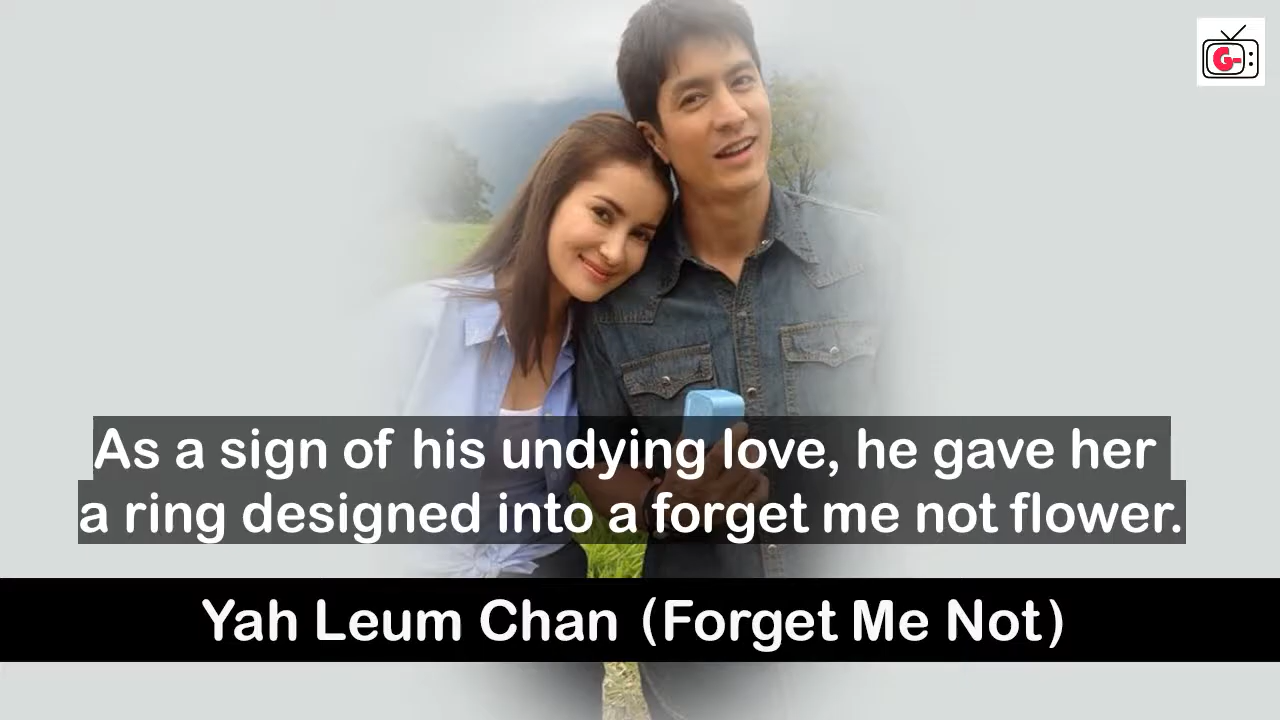 G-
As a sign of his undying love, he gave her
a ring designed into a forget me not flower.
Yah Leum Chan (Forget Me Not)